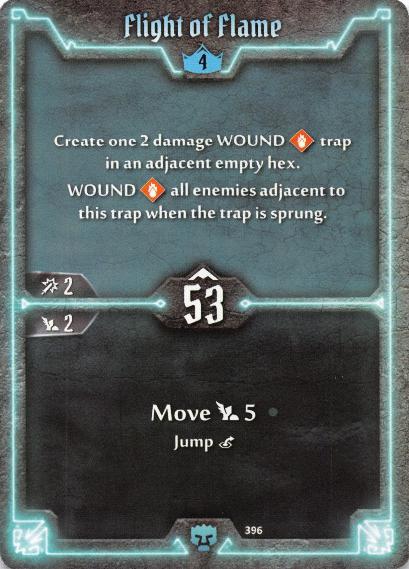 Flight of Flame
4
Create one 2 damage WOUND trap
in an adjacent empty hex.
WOUND all enemies adjacent to
this trap when the trap is sprung.
2
53
2
Move 5
Jump
396